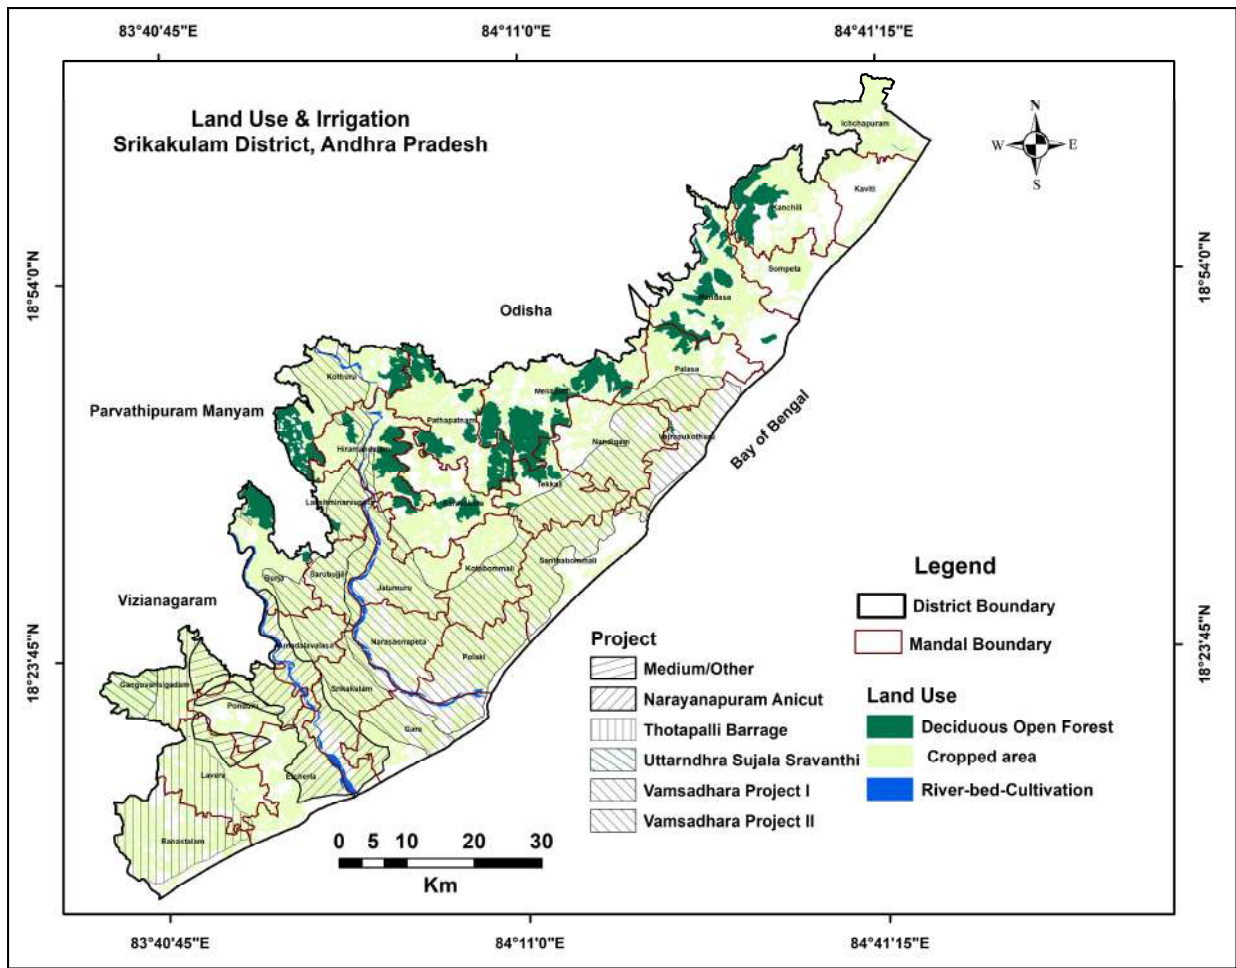 83°40'45"E
84°11'0"E
84°41'15"E
Land Use & Irrigation
Srikakulam District, Andhra Pradesh
N
W
E
S
Ichchapuram
Kaviti
Kanchili
Sompeta
18°54'0"N
18°54'0"N
Odisha
Palasa
Kothuru
Parvathipuram Manyam
Pathapatnam
Bay of Bengal
Nandigam
Tekkali
Kotabommali
Santhabommali
Burja
Sarubujjili
Jalumuru
Vizianagaram
Narasannapeta
Polaki
18°23'45"N
18°23'45"N
Srikakulam
Ponduru
Gara
Laveru
Etcherla
Ranastalam
Legend
District Boundary
Mandal Boundary
Project
Medium/Other
Narayanapuram Anicut
Thotapalli Barrage
Uttarndhra Sujala Sravanthi
Vamsadhara Project I
Vamsadhara Project II
Land Use
Deciduous Open Forest
Cropped area
River-bed-Cultivation
0 5 10 20 30
Km
83°40'45"E
84°11'0"E
84°41'15"E